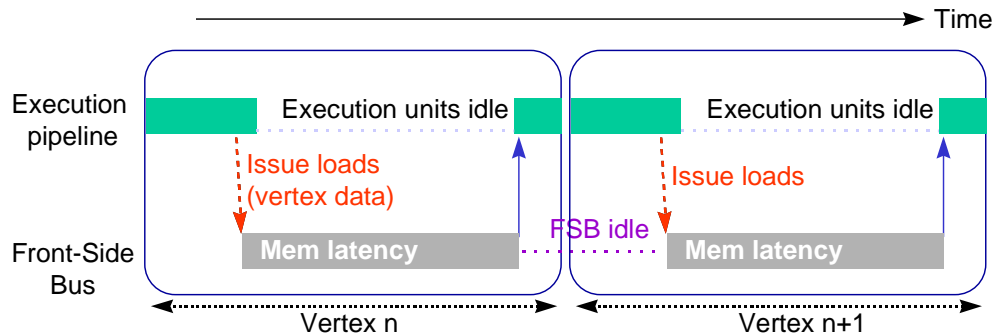 Time
Execution
pipeline
Execution units idle
Execution units idle
Issue loads
(vertex data)
Issue loads
FSB idle
Front-Side
Bus
Mem latency
Mem latency
Vertex n
Vertex n+1